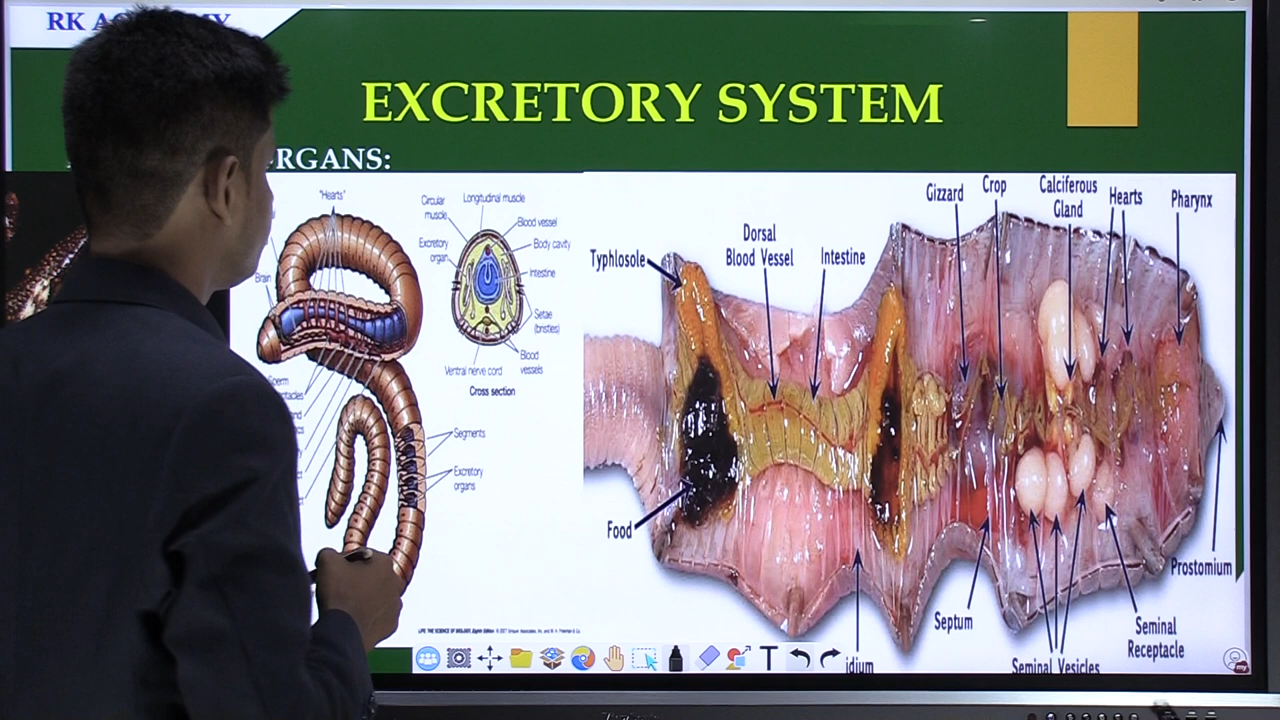 RK ACADEMY
EXCRETORY SYSTEM
RGANS:
"Hearts"
Brain
Circular
muscle
Longitudinal muscle
Blood vessel
Excretory
organ
Body cavity
Intestine
Setae
(bristles)
Blood
vessels
Ventral nerve cord
Cross section
Segments
Excretory
organs
Typhlosole
Dorsal
Blood Vessel
Intestine
Gizzard
Crop
Calciferous
Gland
Hearts
Pharynx
Food
Septum
Seminal Vesicles
Seminal
Receptacle
Prostomium
idium
T
my